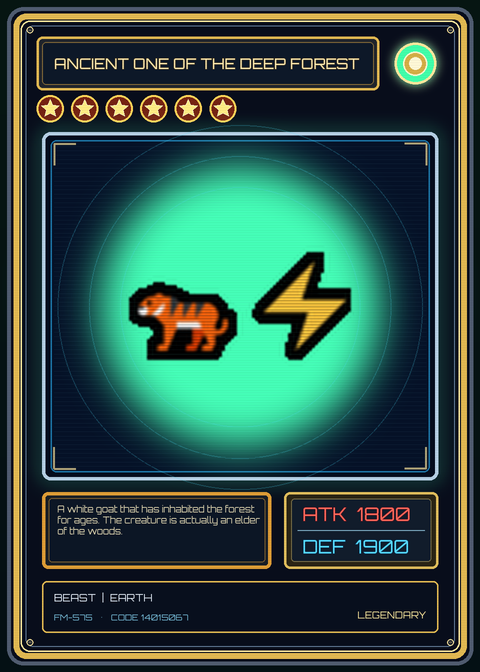 ANCIENT ONE OF THE DEEP FOREST
A white goat that has inhabited the forest
for ages. The creature is actually an elder
of the woods.
ATK 1800
DEF 1900
BEAST | EARTH
FM-575 · CODE 14015067
LEGENDARY